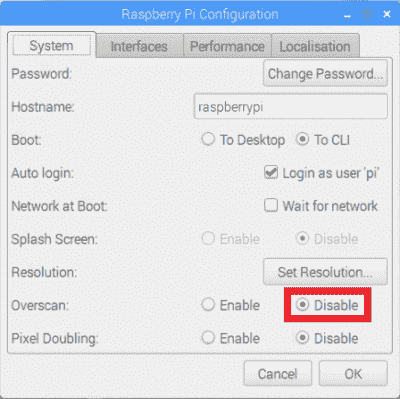 Raspberry Pi Configuration
System Interfaces Performance Localisation
Password: Change Password...
Hostname: raspberrypi
Boot: To Desktop To CLI
Auto login: Login as user 'pi'
Network at Boot: Wait for network
Splash Screen: Enable Disable
Resolution: Set Resolution...
Overscan: Enable Disable
Pixel Doubling: Enable Disable
Cancel OK